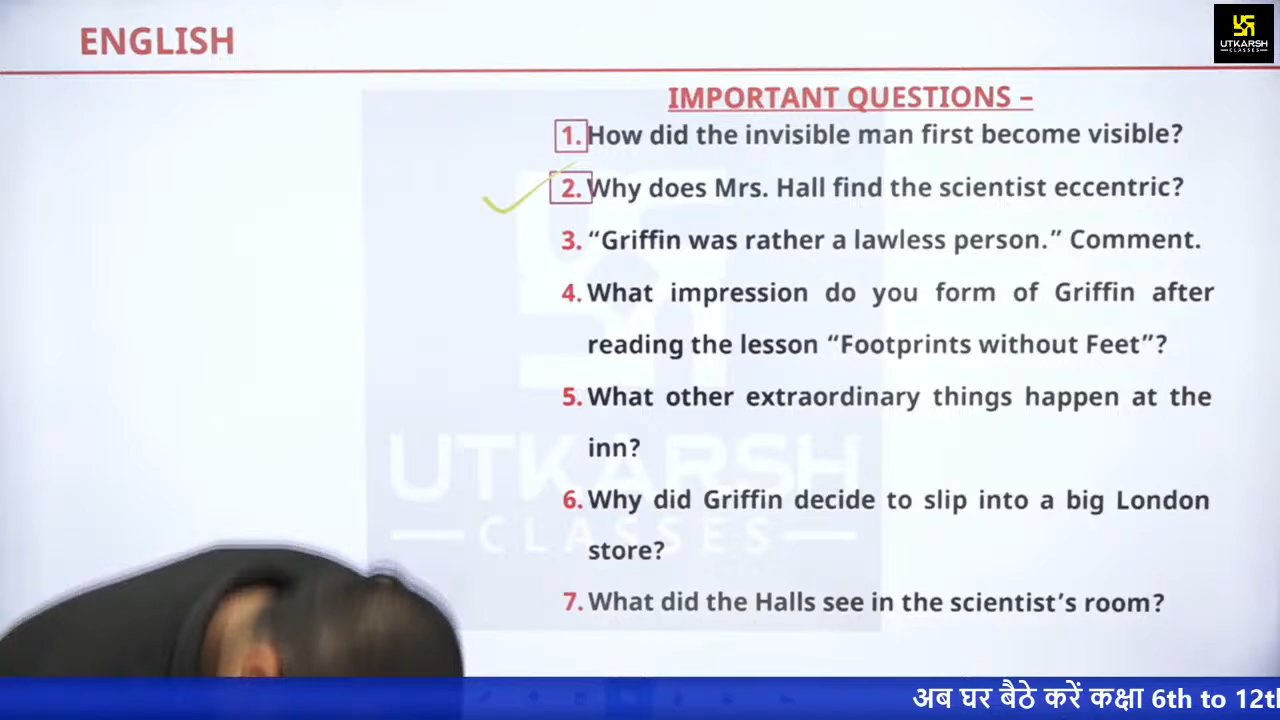 ENGLISH
UTKARSH
CLASSES
IMPORTANT QUESTIONS –
1. How did the invisible man first become visible?
2. Why does Mrs. Hall find the scientist eccentric?
3. “Griffin was rather a lawless person.” Comment.
4. What impression do you form of Griffin after
reading the lesson “Footprints without Feet”?
5. What other extraordinary things happen at the
inn?
6. Why did Griffin decide to slip into a big London
store?
7. What did the Halls see in the scientist’s room?
UTKARSH
CLASSES
अब घर बैठे करें कक्षा 6th to 12th